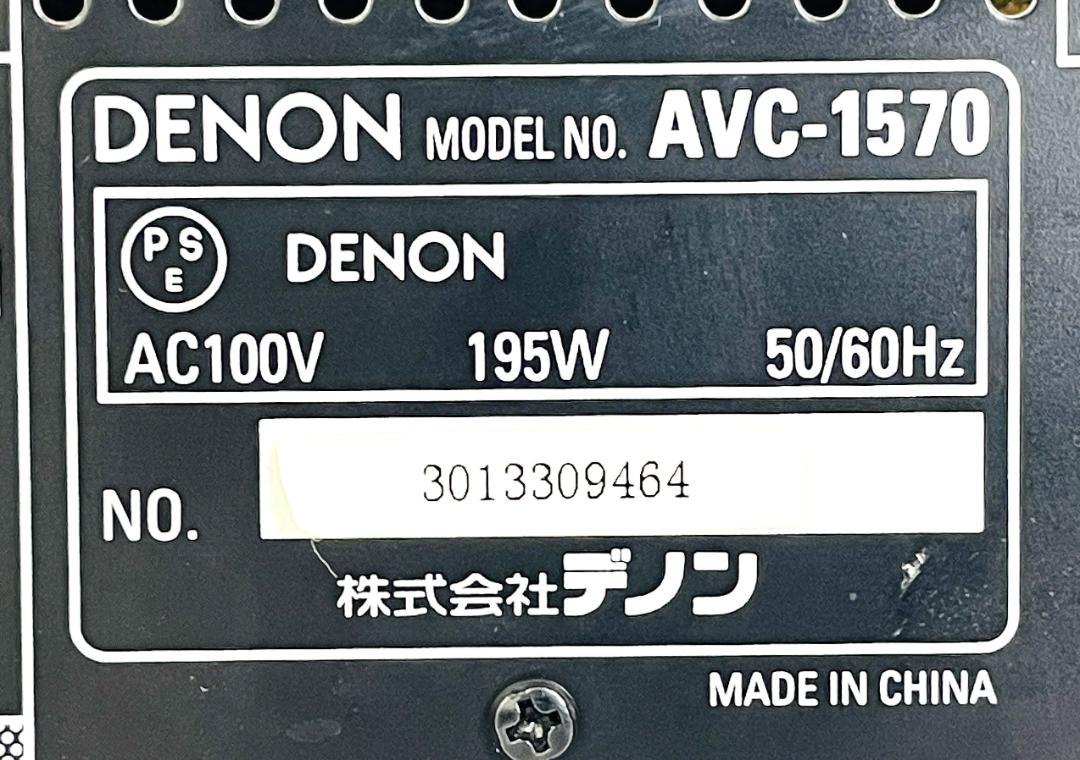 DENON MODEL NO. AVC-1570
PSE DENON
AC100V 195W 50/60Hz
NO. 3013309464
株式会社デノン
MADE IN CHINA